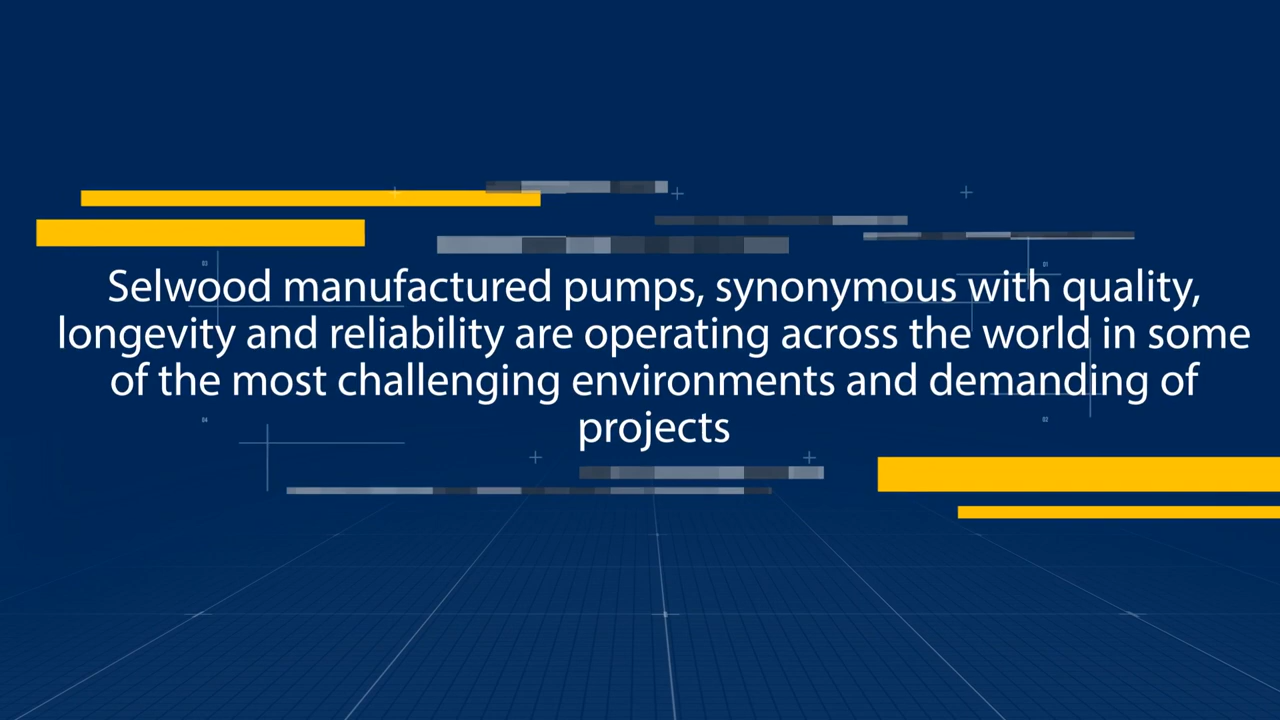 Selwood manufactured pumps, synonymous with quality,
longevity and reliability are operating across the world in some
of the most challenging environments and demanding of
projects